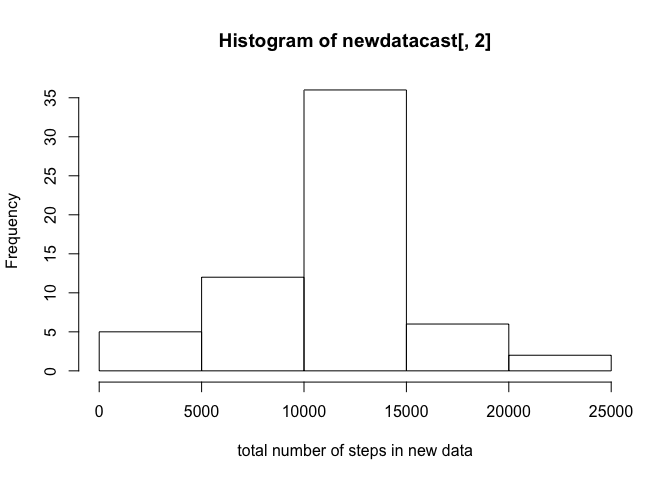 Histogram of newdatacast[, 2]
Frequency
35
30
25
20
15
10
5
0
0 5000 10000 15000 20000 25000
total number of steps in new data